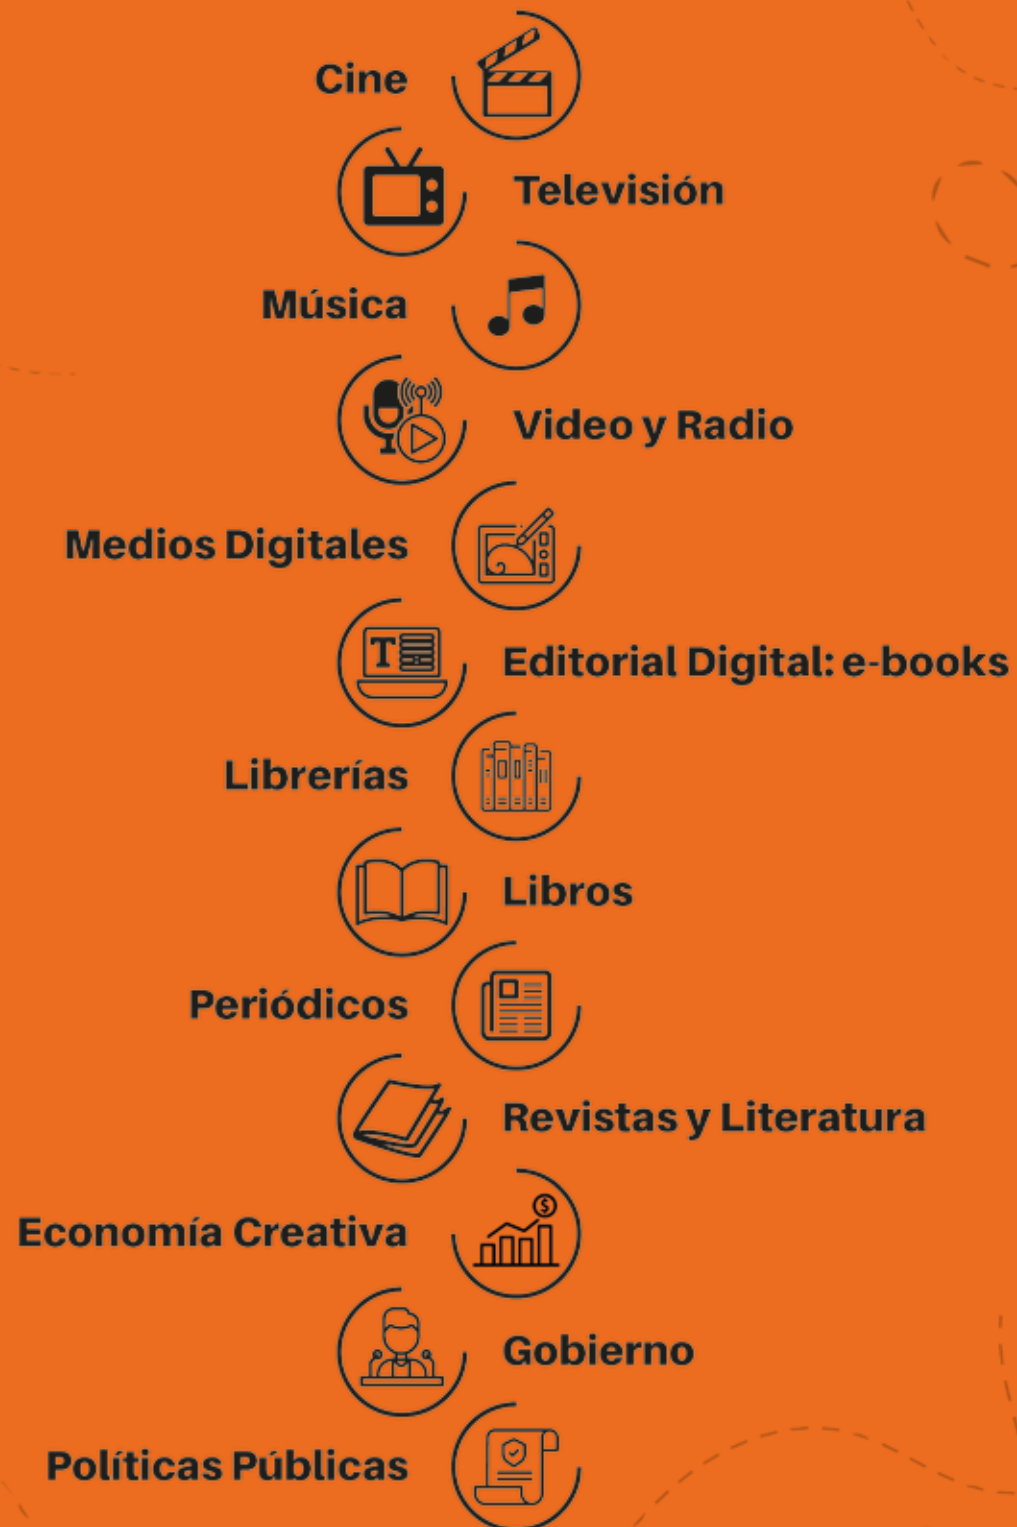 Cine
Televisión
Música
Video y Radio
Medios Digitales
T
Editorial Digital: e-books
Librerías
Libros
Periódicos
Revistas y Literatura
$
Economía Creativa
Gobierno
Políticas Públicas